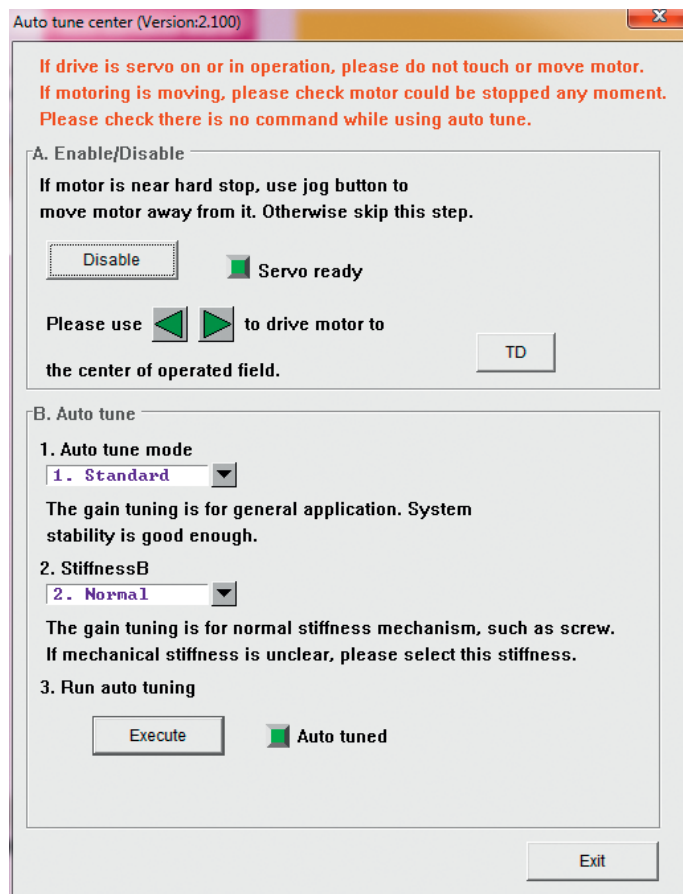 Auto tune center (Version:2.100)
If drive is servo on or in operation, please do not touch or move motor.
If motoring is moving, please check motor could be stopped any moment.
Please check there is no command while using auto tune.
A. Enable/Disable
If motor is near hard stop, use jog button to
move motor away from it. Otherwise skip this step.
Disable
Servo ready
Please use to drive motor to
TD
the center of operated field.
B. Auto tune
1. Auto tune mode
1. Standard
The gain tuning is for general application. System
stability is good enough.
2. StiffnessB
2. Normal
The gain tuning is for normal stiffness mechanism, such as screw.
If mechanical stiffness is unclear, please select this stiffness.
3. Run auto tuning
Execute
Auto tuned
Exit